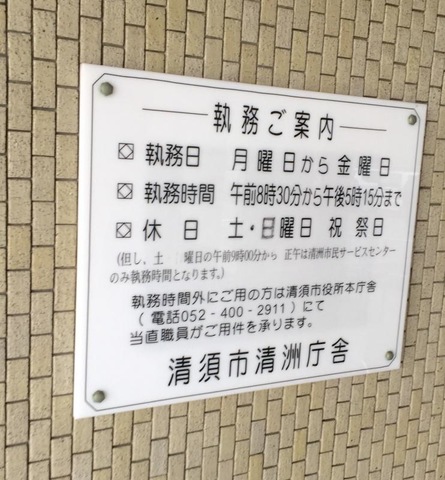 執務ご案内
執務日 月曜日から金曜日
執務時間 午前8時30分から午後5時15分まで
休日 土・日曜日 祝祭日
(但し、土 曜日の午前9時00分から 正午は清洲市民サービスセンター
のみ執務時間となります。)
執務時間外にご用の方は清須市役所本庁舎
(電話052-400-2911)にて
当直職員がご用件を承ります。
清須市清洲庁舎